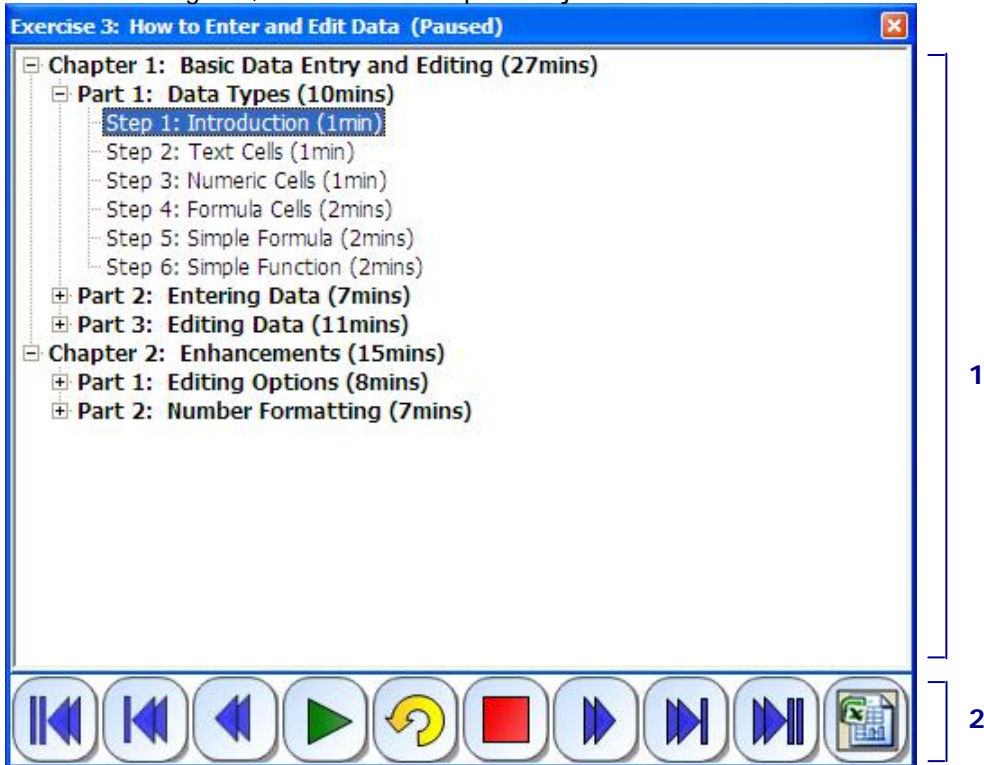 Exercise 3: How to Enter and Edit Data (Paused)
Chapter 1: Basic Data Entry and Editing (27mins)
Part 1: Data Types (10mins)
Step 1: Introduction (1min)
Step 2: Text Cells (1min)
Step 3: Numeric Cells (1min)
Step 4: Formula Cells (2mins)
Step 5: Simple Formula (2mins)
Step 6: Simple Function (2mins)
Part 2: Entering Data (7mins)
Part 3: Editing Data (11mins)
Chapter 2: Enhancements (15mins)
Part 1: Editing Options (8mins)
Part 2: Number Formatting (7mins)
1
2